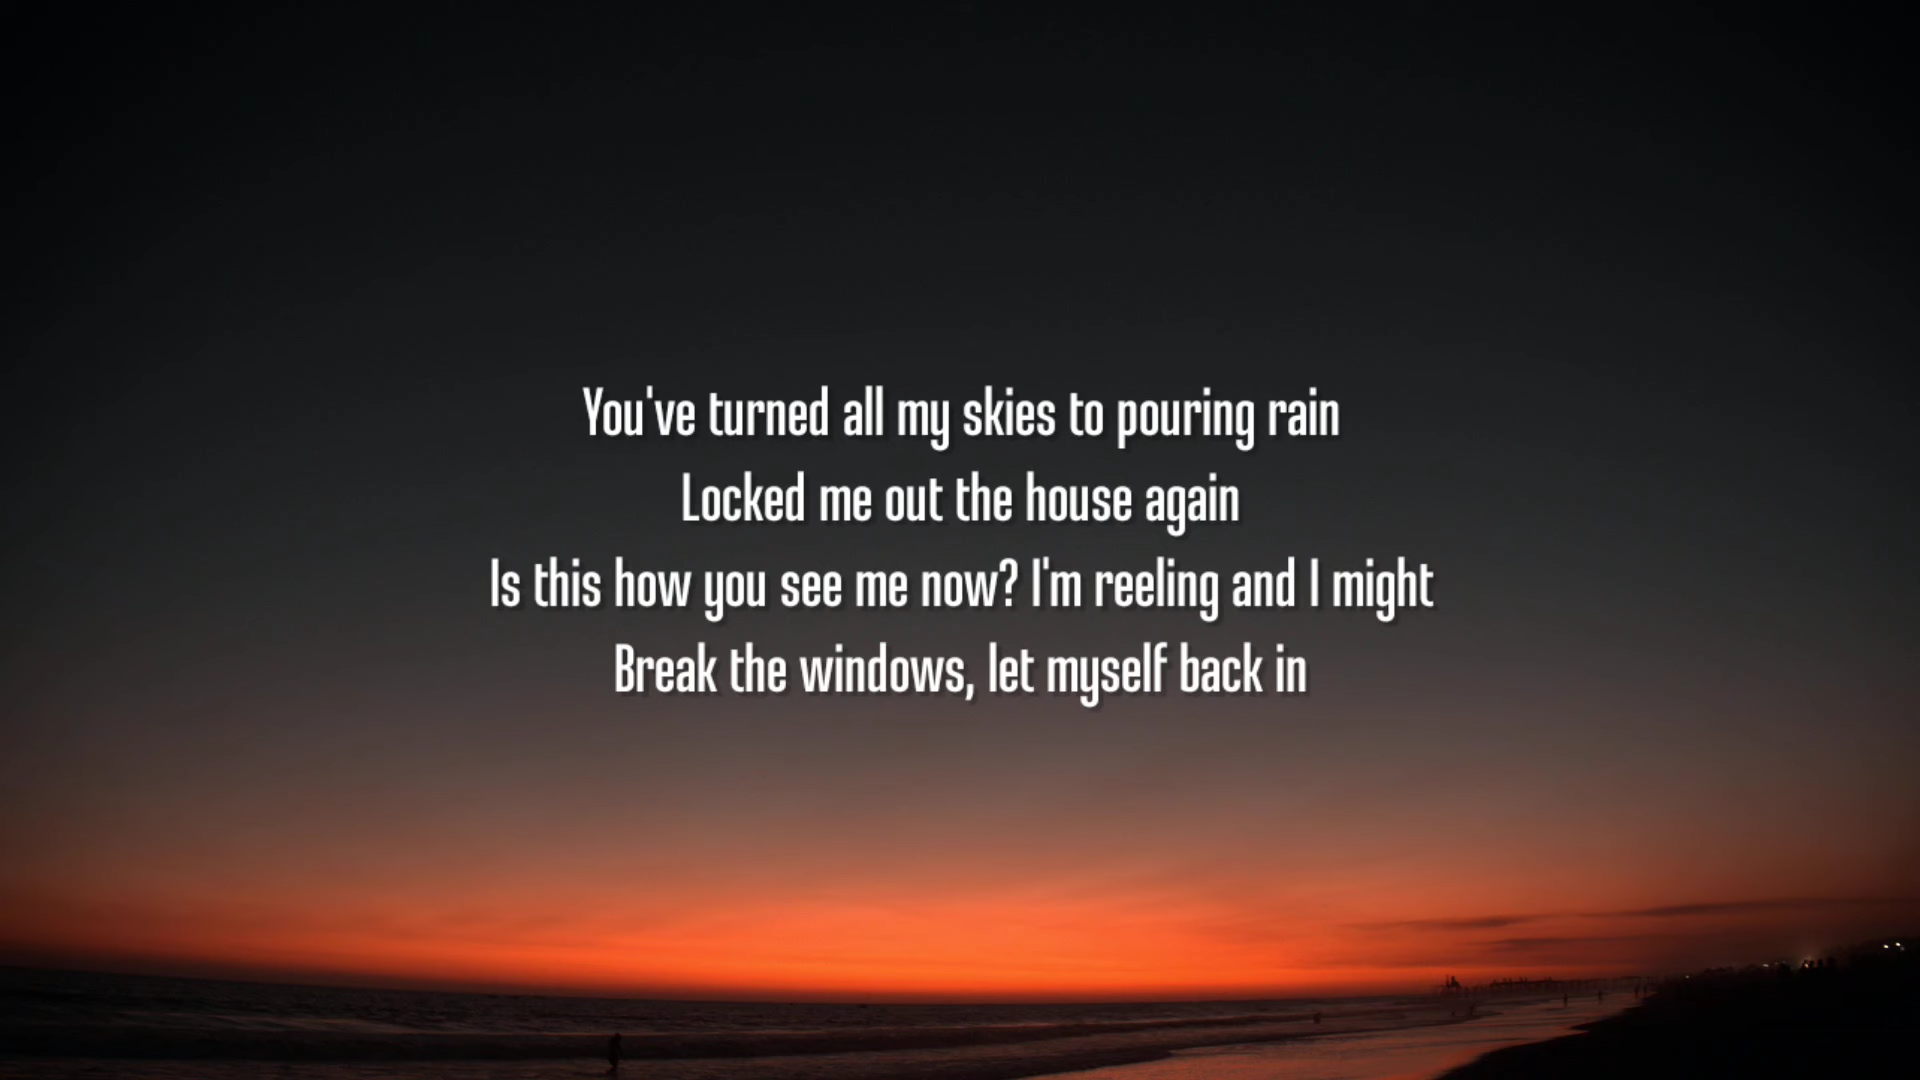 You've turned all my skies to pouring rain
Locked me out the house again
Is this how you see me now? I'm reeling and I might
Break the windows, let myself back in